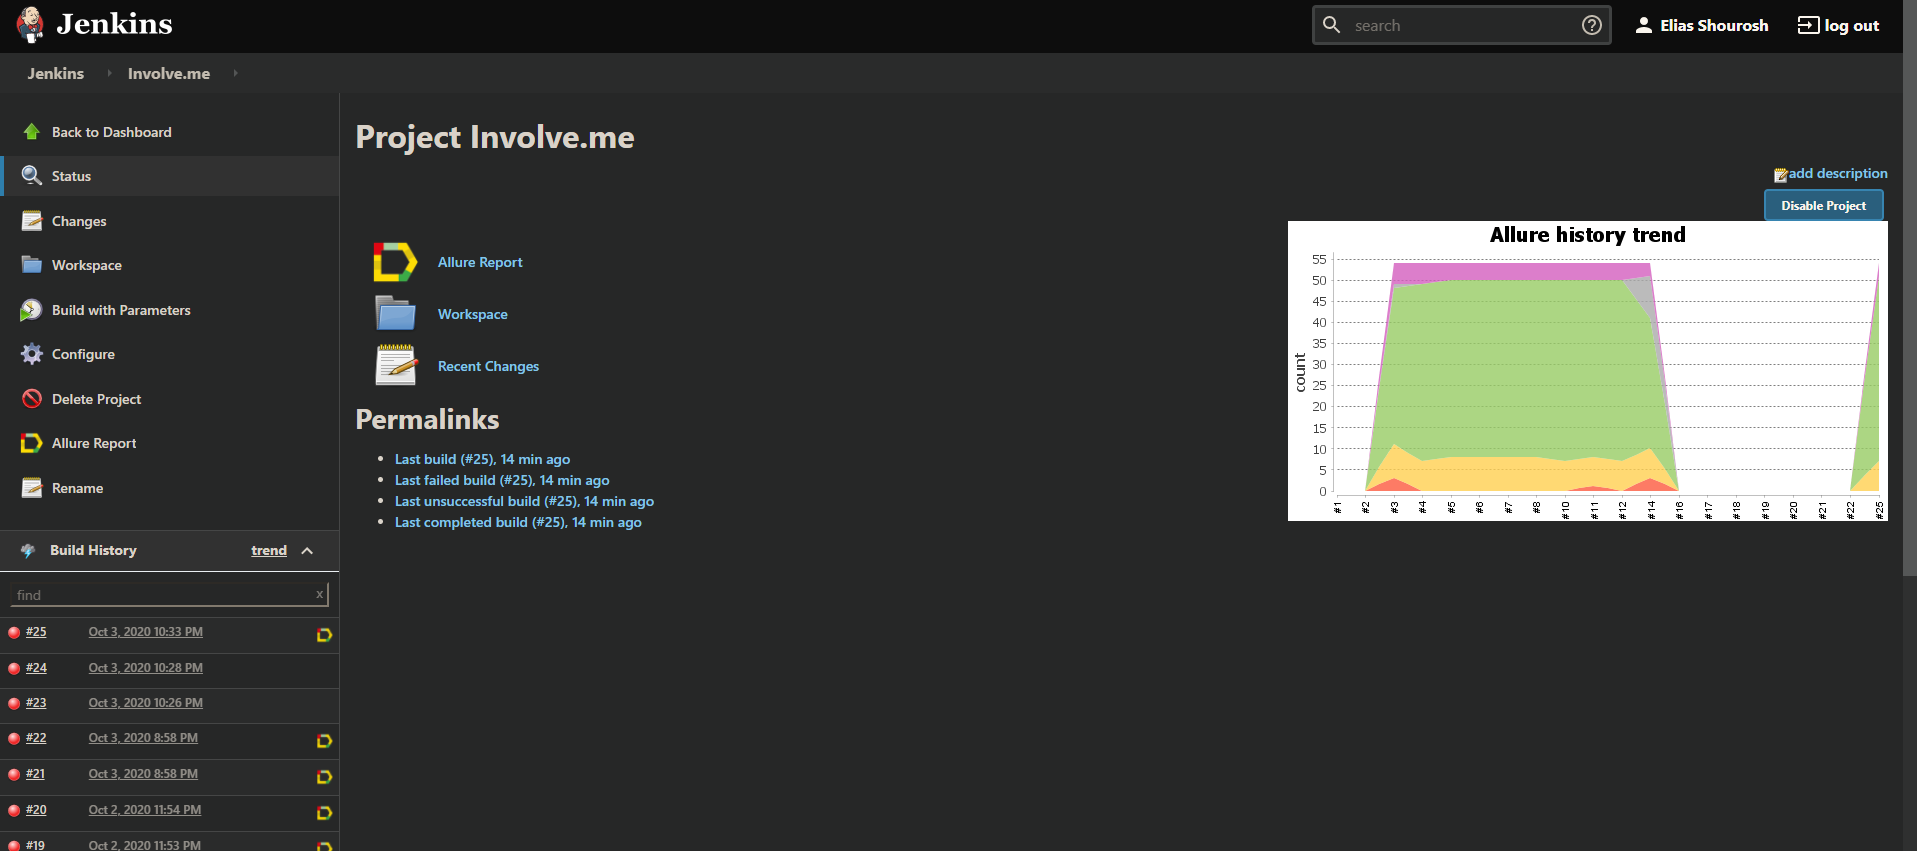 Jenkins
search
Elias Shourosh
log out
Jenkins
Involve.me
Back to Dashboard
Status
Changes
Workspace
Build with Parameters
Configure
Delete Project
Allure Report
Rename
Build History
trend
find
x
#25 Oct 3, 2020 10:33 PM
#24 Oct 3, 2020 10:28 PM
#23 Oct 3, 2020 10:26 PM
#22 Oct 3, 2020 8:58 PM
#21 Oct 3, 2020 8:58 PM
#20 Oct 2, 2020 11:54 PM
#19 Oct 2, 2020 11:53 PM
Project Involve.me
add description
Disable Project
Allure Report
Workspace
Recent Changes
Permalinks
Last build (#25), 14 min ago
Last failed build (#25), 14 min ago
Last unsuccessful build (#25), 14 min ago
Last completed build (#25), 14 min ago
Allure history trend
count
55
50
45
40
35
30
25
20
15
10
5
0
#1
#2
#3
#4
#5
#6
#7
#8
#10
#11
#12
#14
#16
#17
#18
#19
#20
#21
#22
#25